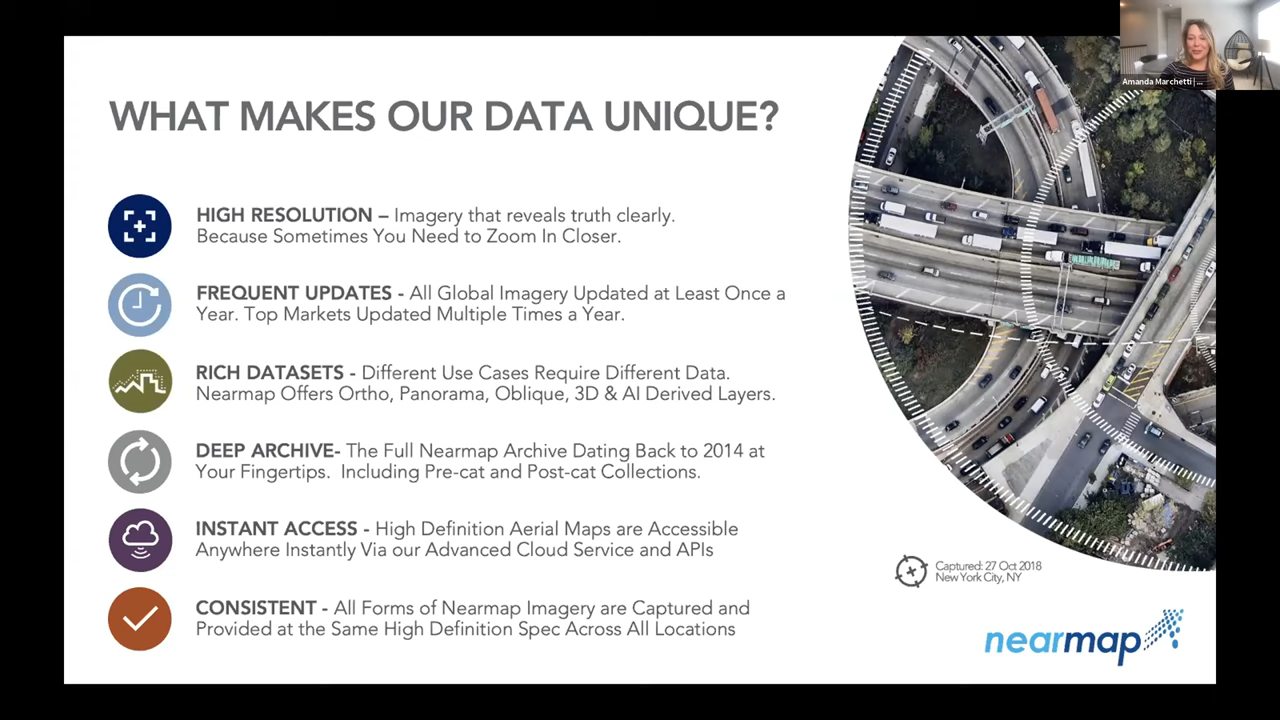 Amanda Marchetti | ...
WHAT MAKES OUR DATA UNIQUE?
HIGH RESOLUTION – Imagery that reveals truth clearly.
Because Sometimes You Need to Zoom In Closer.
FREQUENT UPDATES - All Global Imagery Updated at Least Once a
Year. Top Markets Updated Multiple Times a Year.
RICH DATASETS - Different Use Cases Require Different Data.
Nearmap Offers Ortho, Panorama, Oblique, 3D & AI Derived Layers.
DEEP ARCHIVE- The Full Nearmap Archive Dating Back to 2014 at
Your Fingertips. Including Pre-cat and Post-cat Collections.
INSTANT ACCESS - High Definition Aerial Maps are Accessible
Anywhere Instantly Via our Advanced Cloud Service and APIs
CONSISTENT - All Forms of Nearmap Imagery are Captured and
Provided at the Same High Definition Spec Across All Locations
Captured: 27 Oct 2018
New York City, NY
nearmap